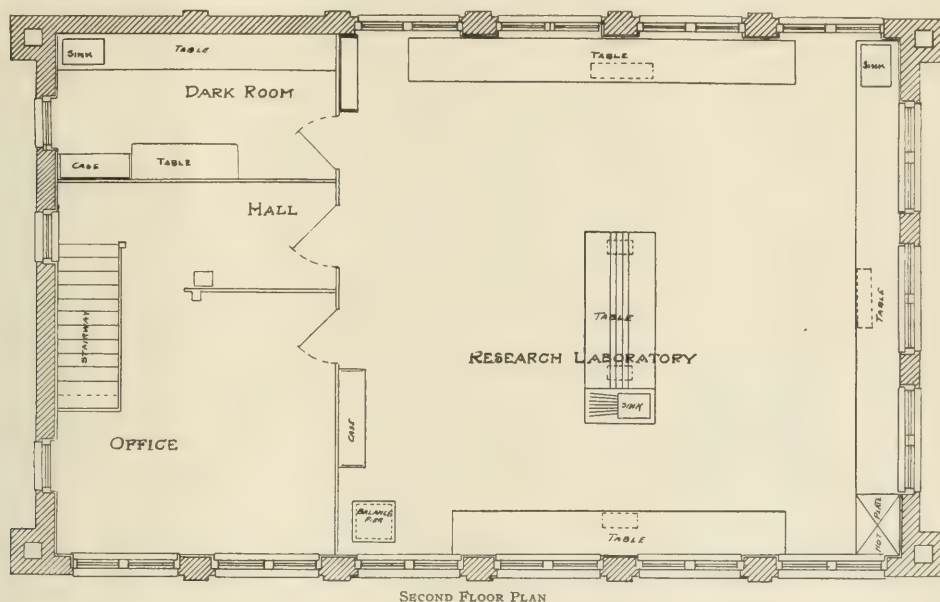 SINK
TABLE
DARK ROOM
CASE
TABLE
HALL
STAIRWAY
OFFICE
TABLE
SINK
TABLE
RESEARCH LABORATORY
SINK
TABLE
CASE
BALANCE
PIER
TABLE
HOT PLATE
SECOND FLOOR PLAN